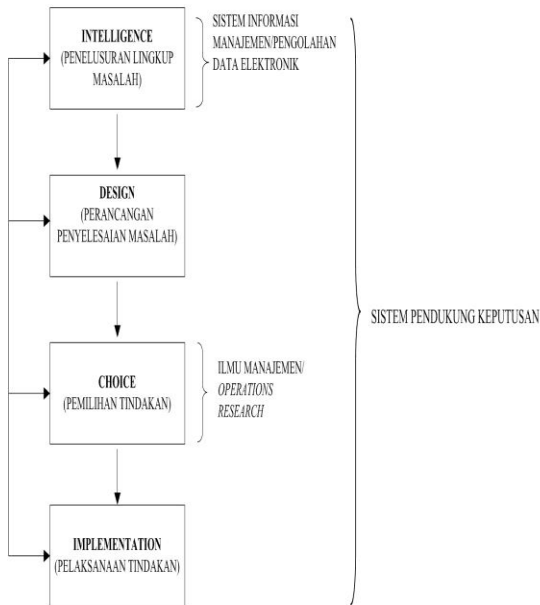 INTELLIGENCE
(PENELUSURAN LINGKUP
MASALAH)
SISTEM INFORMASI
MANAJEMEN/PENGOLAHAN
DATA ELEKTRONIK
DESIGN
(PERANCANGAN
PENYELESAIAN MASALAH)
SISTEM PENDUKUNG KEPUTUSAN
CHOICE
(PEMILIHAN TINDAKAN)
ILMU MANAJEMEN/
OPERATIONS
RESEARCH
IMPLEMENTATION
(PELAKSANAAN TINDAKAN)